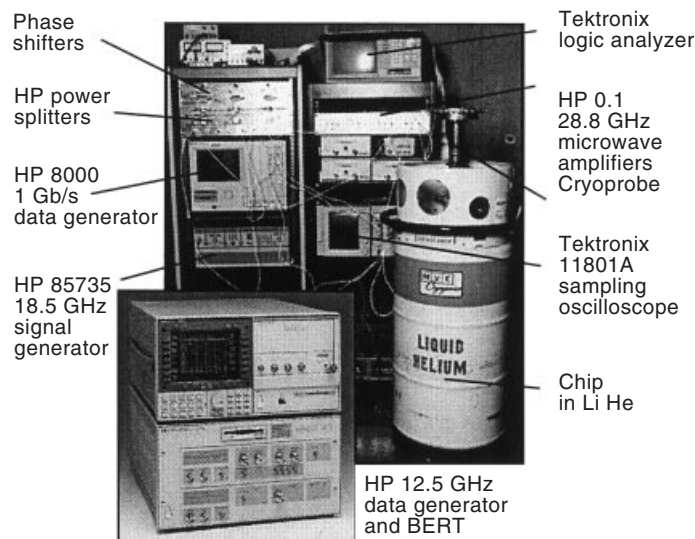 Phase
shifters
HP power
splitters
HP 8000
1 Gb/s
data generator
HP 85735
18.5 GHz
signal
generator
Tektronix
logic analyzer
HP 0.1
28.8 GHz
microwave
amplifiers
Cryoprobe
Tektronix
11801A
sampling
oscilloscope
Chip
in Li He
LIQUID
HELIUM
HP 12.5 GHz
data generator
and BERT